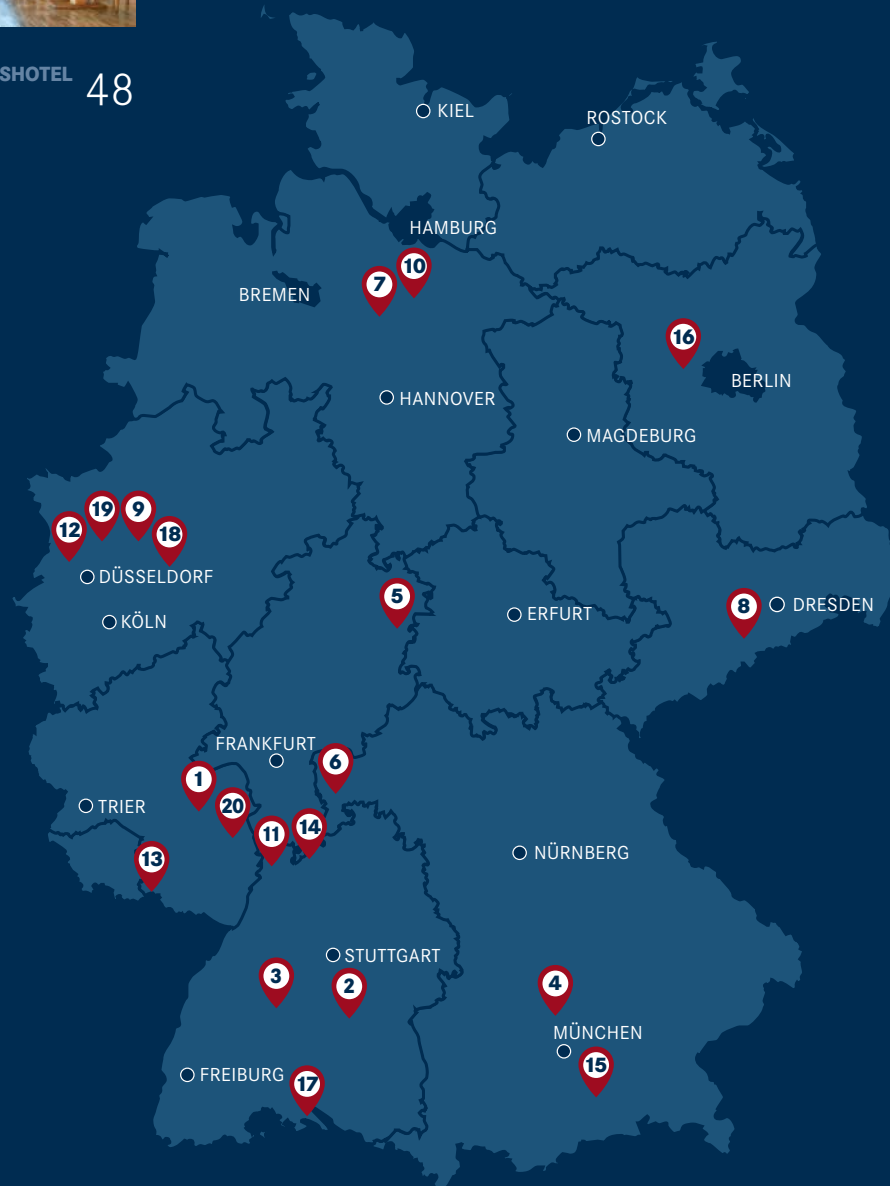 SHOTEL 48
KIEL
ROSTOCK
HAMBURG
10
7
BREMEN
16
BERLIN
HANNOVER
MAGDEBURG
19
9
12
18
DÜSSELDORF
5
8
DRESDEN
ERFURT
KÖLN
FRANKFURT
6
1
20
TRIER
11
14
13
NÜRNBERG
STUTTGART
3
2
4
MÜNCHEN
15
FREIBURG
17